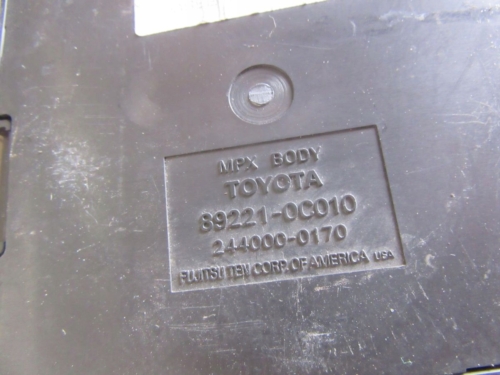 MPX BODY
TOYOTA
89221-0C010
244000-0170
FUJITSU TEN CORP. OF AMERICA USA